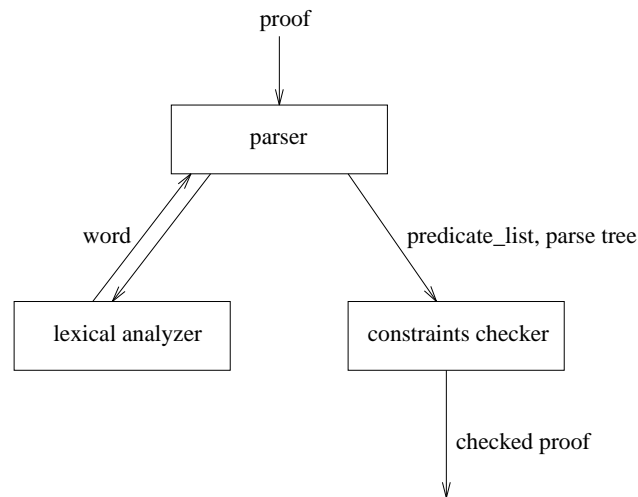 proof
parser
word
predicate_list, parse tree
lexical analyzer
constraints checker
checked proof